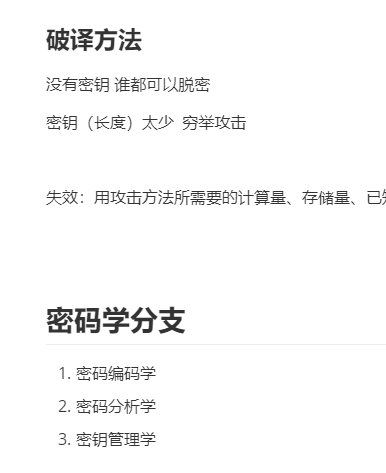 破译方法
没有密钥 谁都可以脱密
密钥（长度）太少 穷举攻击
失效：用攻击方法所需要的计算量、存储量、已
密码学分支
1. 密码编码学
2. 密码分析学
3. 密钥管理学